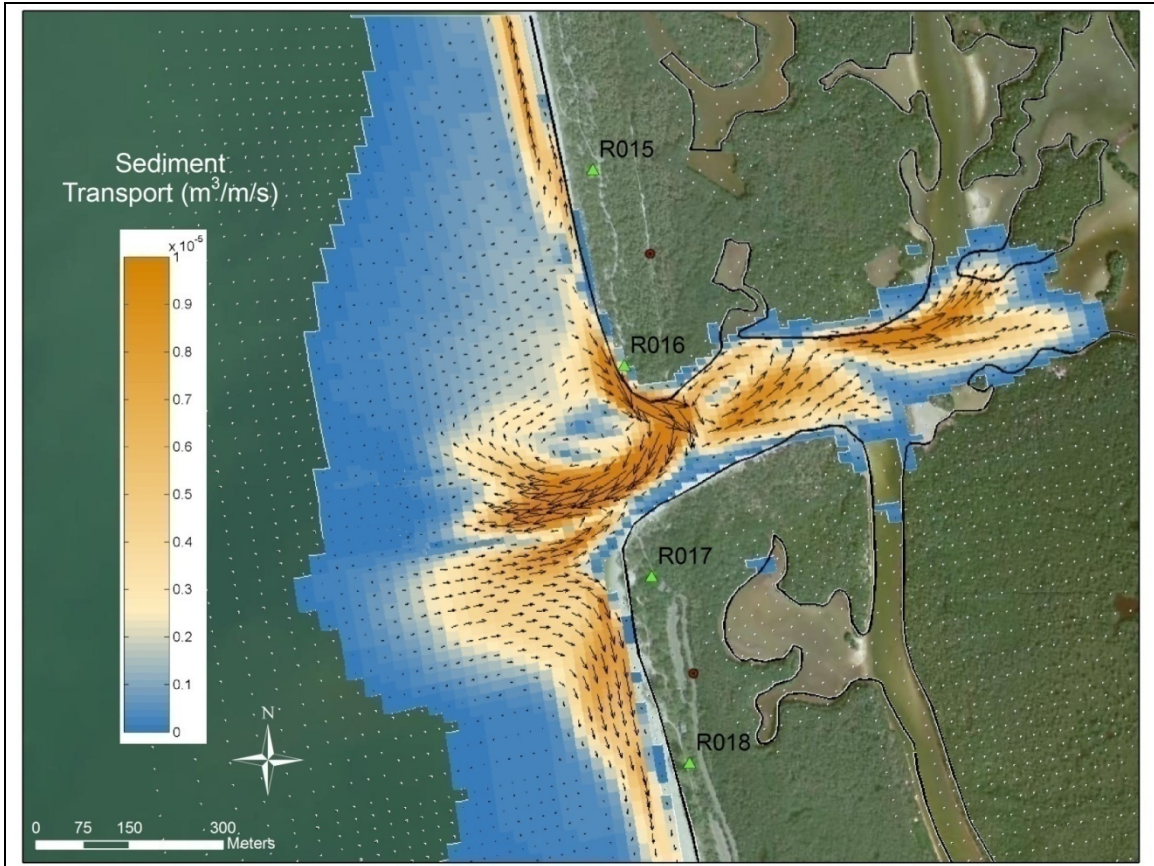 R015
Sediment
Transport (m³/m/s)
x 10⁻⁵
1
0.9
0.8
0.7
0.6
0.5
0.4
0.3
0.2
0.1
0
R016
R017
R018
N
0 75 150 300
Meters